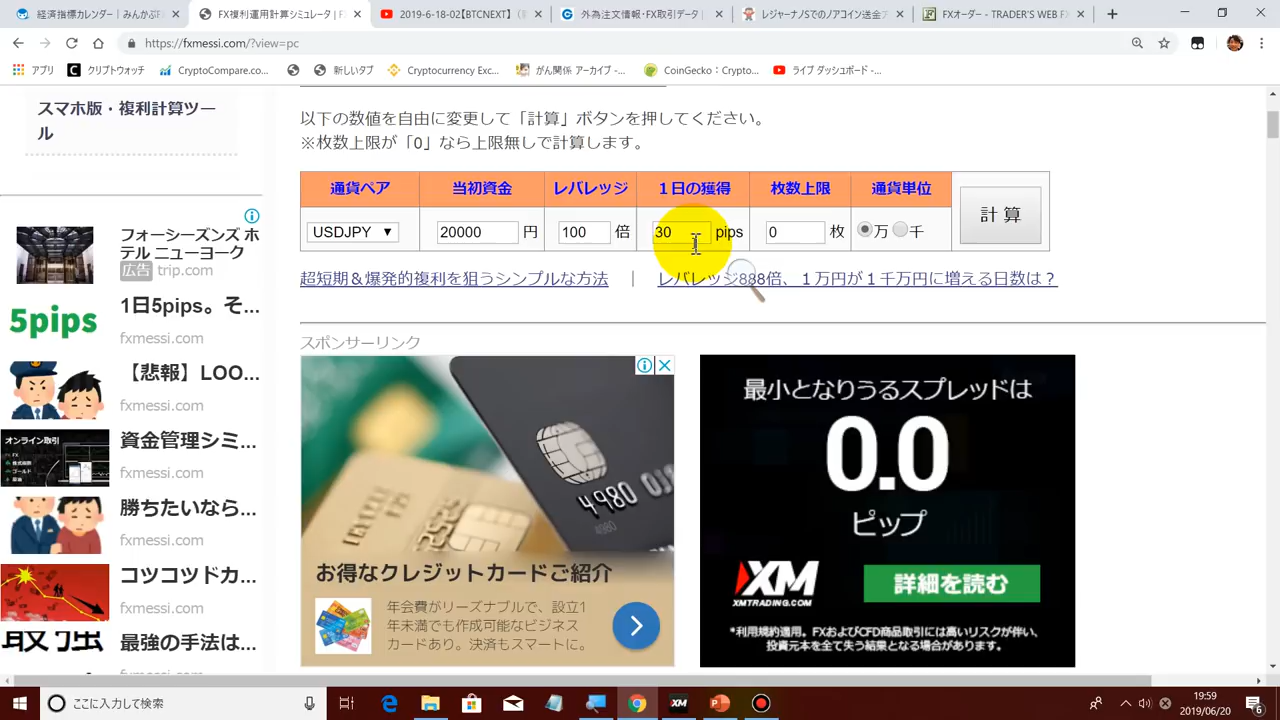 経済指標カレンダー | みんかぶF
FX複利運用計算シミュレータ | F
2019-6-18-02【BTCNEXT】
外為注文情報・FX取引データ |
レジャーナノSでのノアコイン送金フ
FXオーダー - TRADER'S WEB FX
https://fxmessi.com/?view=pc
アプリ
クリプトウォッチ
CryptoCompare.co...
新しいタブ
Cryptocurrency Exc...
がん関係 アーカイブ -...
CoinGecko：Crypto...
ライブ ダッシュボード -...
スマホ版・複利計算ツー
ル
フォーシーズンズ ホ
テル ニューヨーク
広告 trip.com
5pips
1日5pips。そ...
fxmessi.com
【悲報】LOO...
fxmessi.com
オンライン取引
資金管理シミ...
fxmessi.com
勝ちたいなら...
fxmessi.com
コツコツドカ...
fxmessi.com
最強
最強の手法は...
以下の数値を自由に変更して「計算」ボタンを押してください。
※枚数上限が「0」なら上限無しで計算します。
通貨ペア 当初資金 レバレッジ １日の獲得 枚数上限 通貨単位
USDJPY ▼ 20000 円 100 倍 30 pips 0 枚 万 千
計 算
超短期＆爆発的複利を狙うシンプルな方法 ｜ レバレッジ888倍、１万円が１千万円に増える日数は？
スポンサーリンク
4980
4980
お得なクレジットカードご紹介
年会費がリーズナブルで、設立1
年未満でも作成可能なビジネス
カードあり。決済もスマートに。
最小となりうるスプレッドは
0.0
ピップ
XM
XMTRADING.COM
詳細を読む
*利用規約適用。FXおよびCFD商品取引には高いリスクが伴い、
投資元本を全て失う結果となる場合があります。
ここに入力して検索
XM
19:59
2019/06/20
6